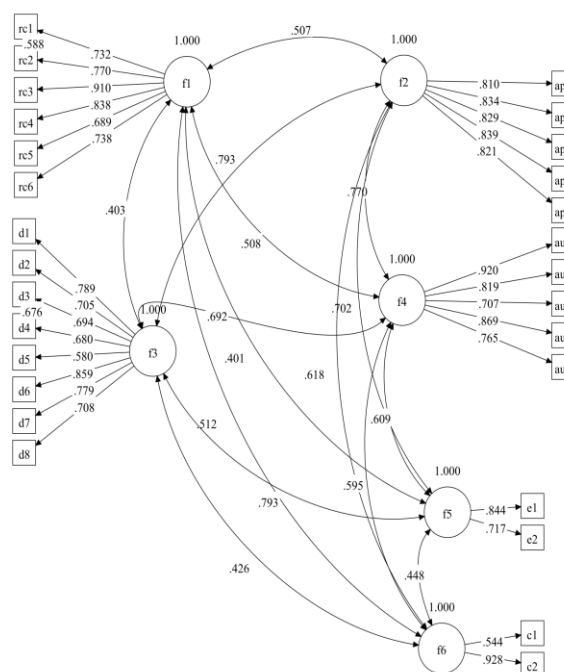 rc1
.588
rc2
rc3
rc4
rc5
rc6
.732
.770
.910
.838
.689
.738
1.000
f1
.507
1.000
f2
.810
.834
.829
.839
.821
ap
ap
ap
ap
ap
.403
.793
.508
.770
d1
d2
d3
.676
d4
d5
d6
d7
d8
.789
.705
.694
.680
.580
.859
.779
.708
1.000
f3
.692
.401
.702
.618
1.000
f4
.920
.819
.707
.869
.765
au
au
au
au
au
.512
.793
.595
.609
1.000
f5
.844
.717
e1
e2
.426
.448
1.000
f6
.544
.928
c1
c2